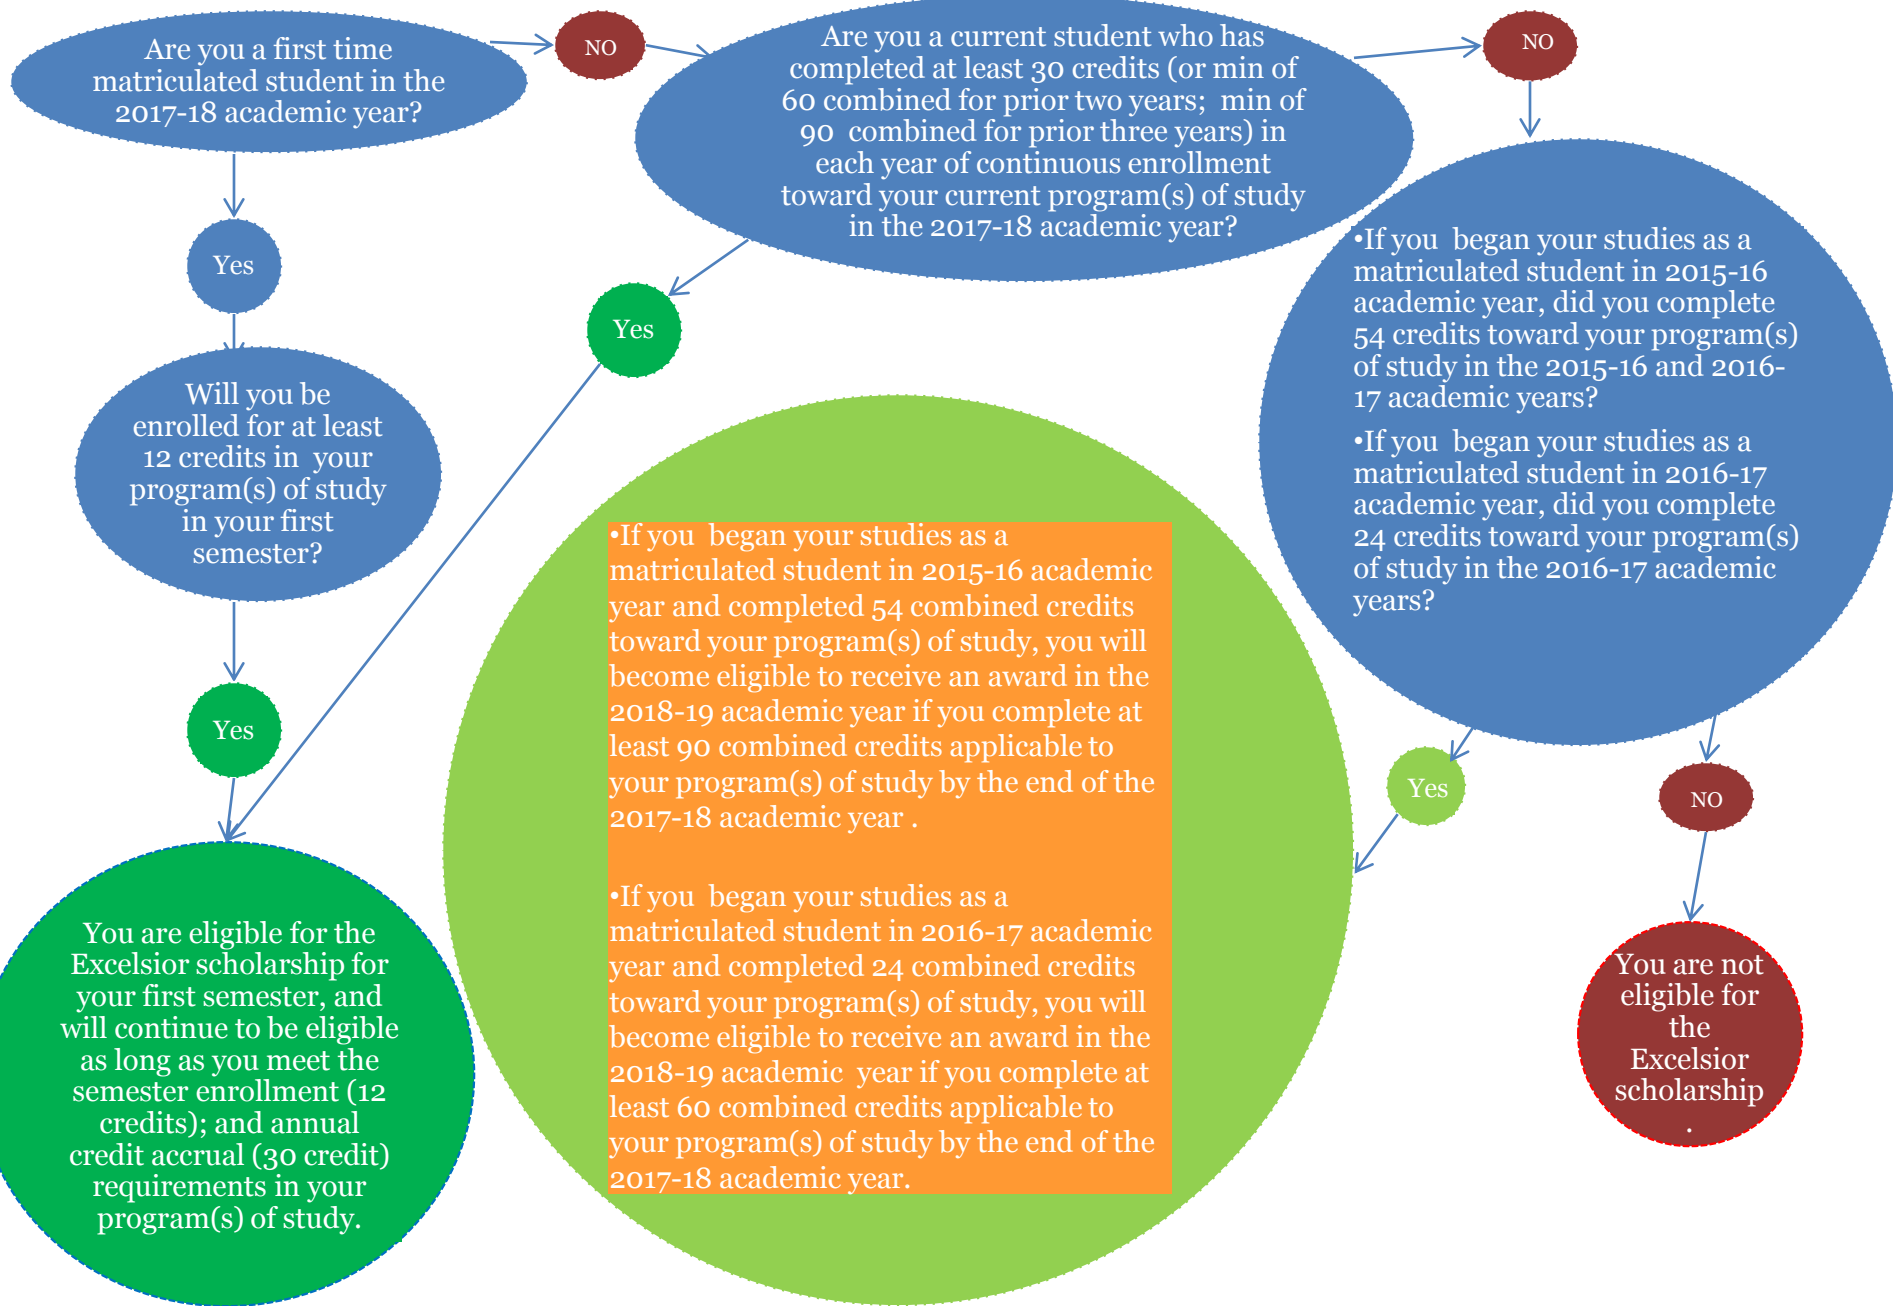 Are you a first time
matriculated student in the
2017-18 academic year?
NO
Are you a current student who has
completed at least 30 credits (or min of
60 combined for prior two years; min of
90 combined for prior three years) in
each year of continuous enrollment
toward your current program(s) of study
in the 2017-18 academic year?
NO
Yes
Yes
•If you began your studies as a
matriculated student in 2015-16
academic year, did you complete
54 credits toward your program(s)
of study in the 2015-16 and 2016-
17 academic years?
•If you began your studies as a
matriculated student in 2016-17
academic year, did you complete
24 credits toward your program(s)
of study in the 2016-17 academic
years?
Will you be
enrolled for at least
12 credits in your
program(s) of study
in your first
semester?
Yes
•If you began your studies as a
matriculated student in 2015-16 academic
year and completed 54 combined credits
toward your program(s) of study, you will
become eligible to receive an award in the
2018-19 academic year if you complete at
least 90 combined credits applicable to
your program(s) of study by the end of the
2017-18 academic year .
•If you began your studies as a
matriculated student in 2016-17 academic
year and completed 24 combined credits
toward your program(s) of study, you will
become eligible to receive an award in the
2018-19 academic year if you complete at
least 60 combined credits applicable to
your program(s) of study by the end of the
2017-18 academic year.
Yes
NO
You are eligible for the
Excelsior scholarship for
your first semester, and
will continue to be eligible
as long as you meet the
semester enrollment (12
credits); and annual
credit accrual (30 credit)
requirements in your
program(s) of study.
You are not
eligible for
the
Excelsior
scholarship
.